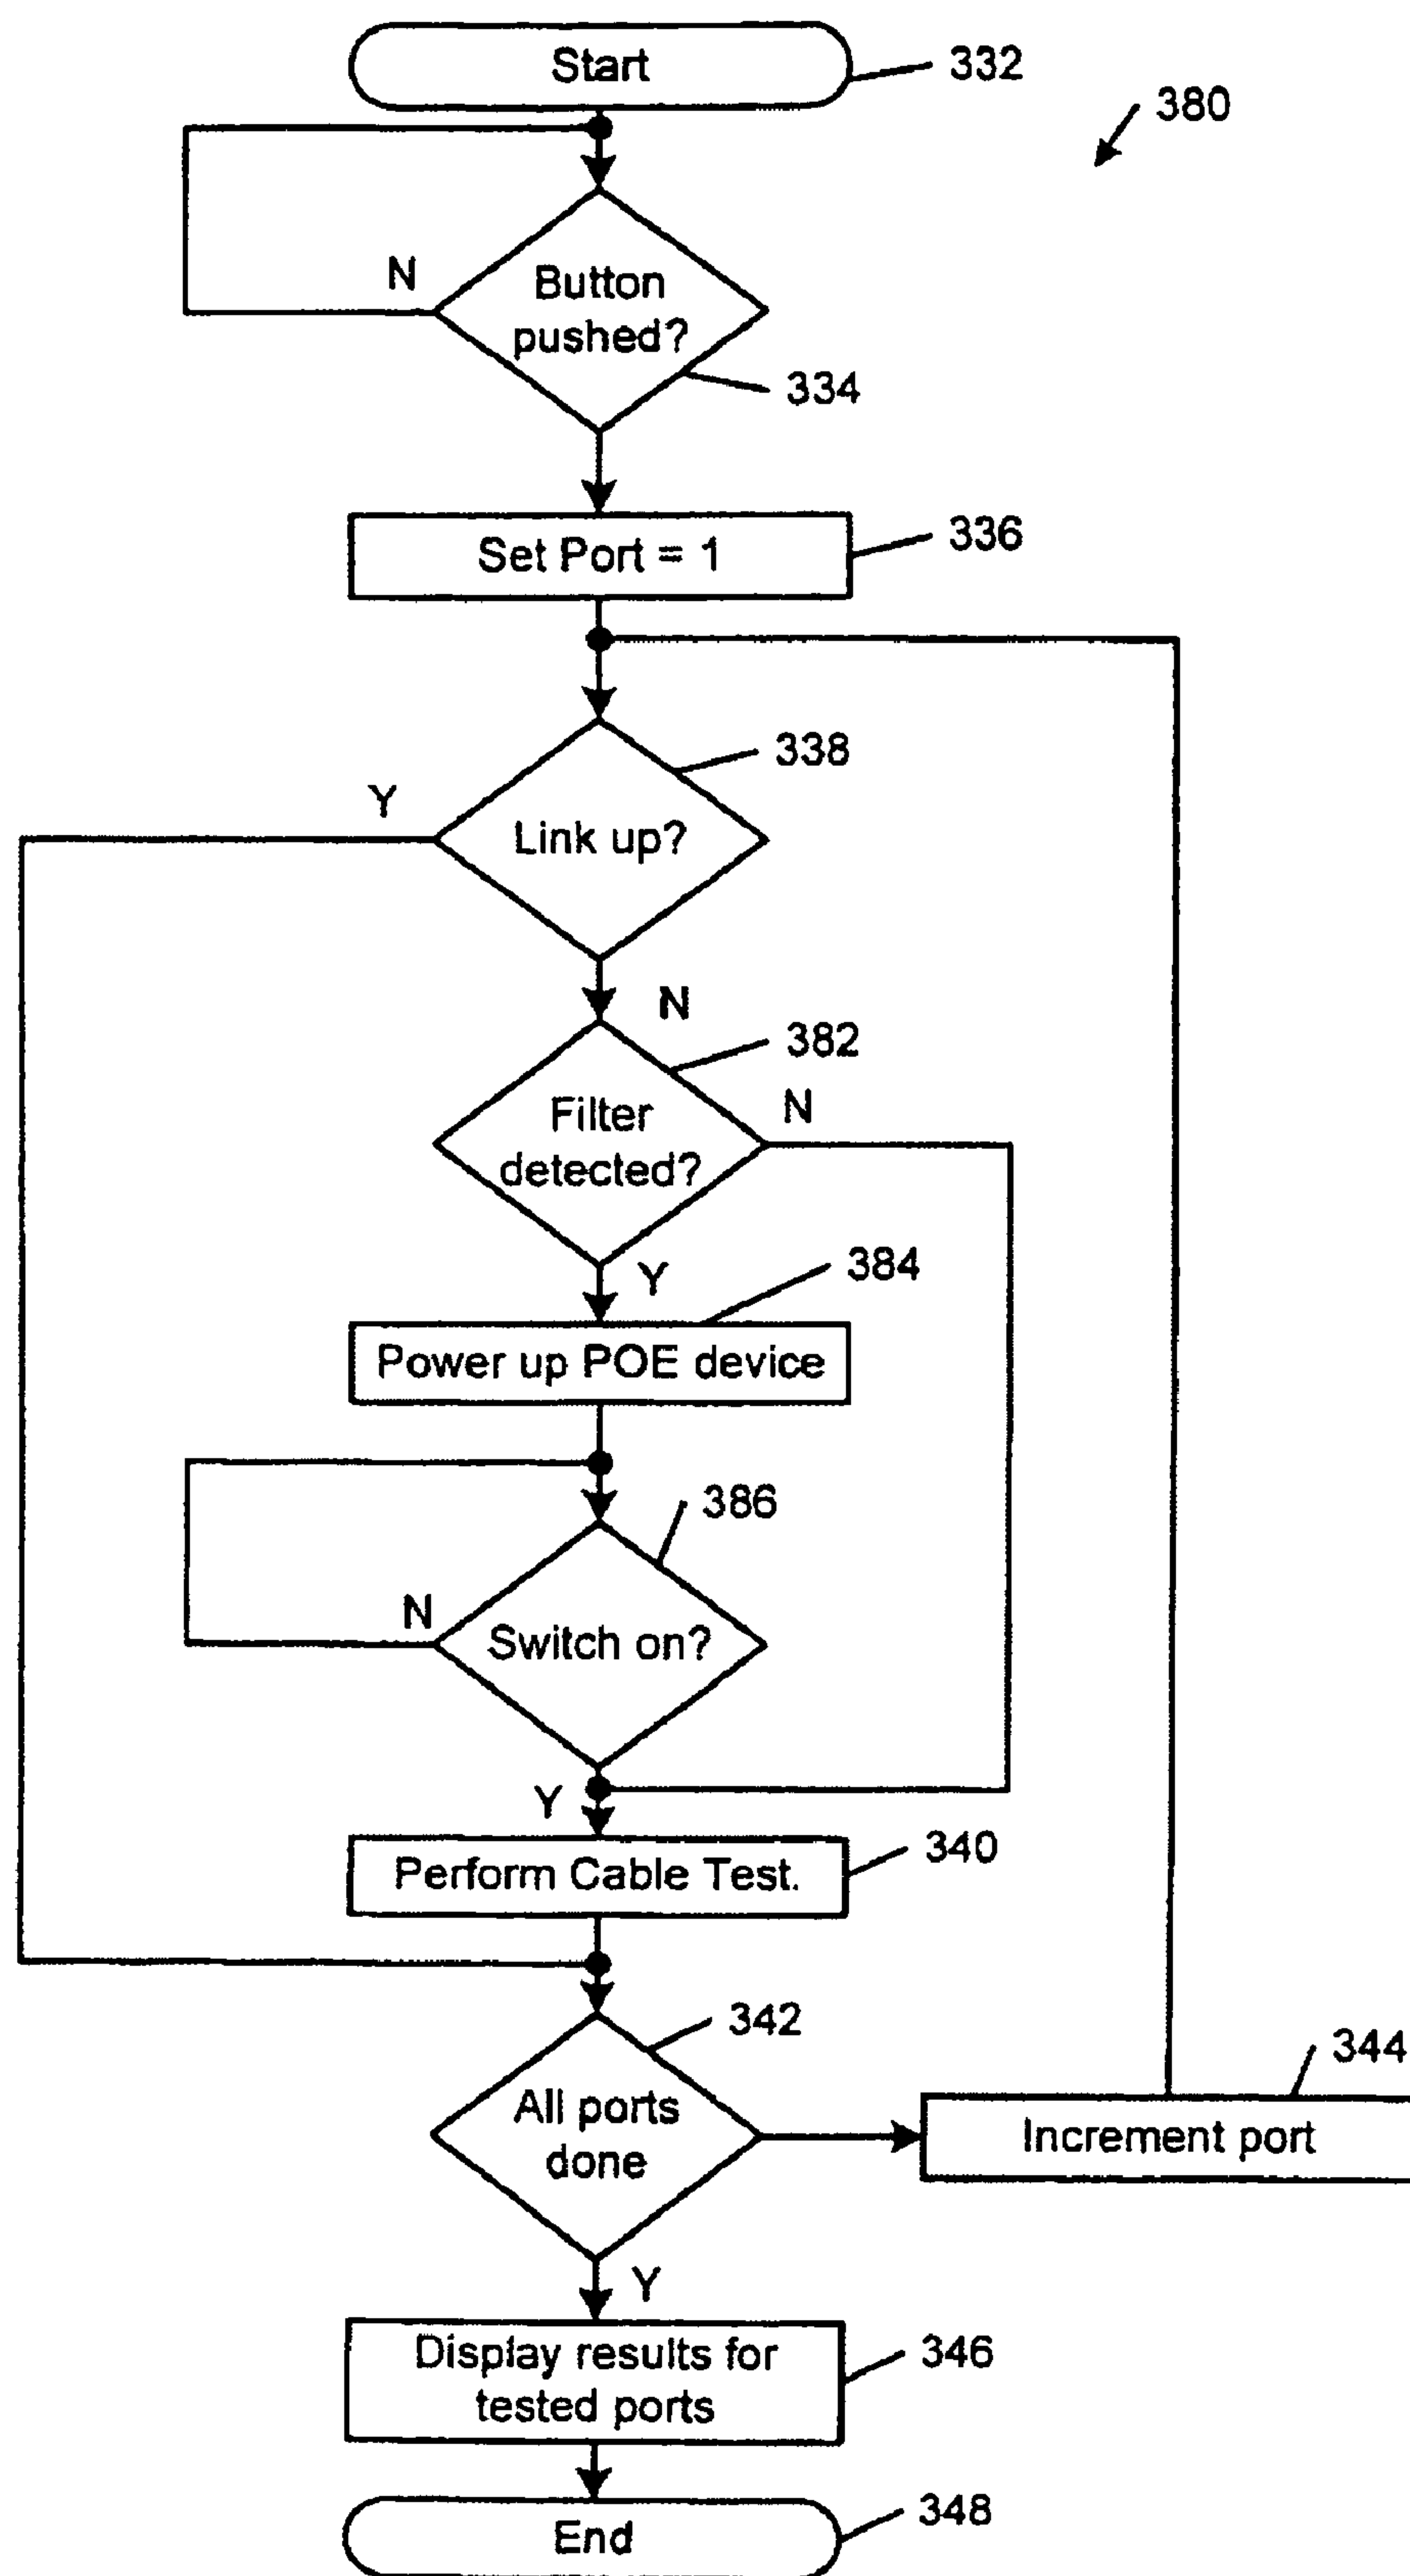 Start
332
380
N
Button
pushed?
334
Set Port = 1
336
338
Y
Link up?
N
382
Filter
detected?
N
Y
384
Power up POE device
386
N
Switch on?
Y
340
Perform Cable Test.
342
All ports
done
344
Increment port
Y
Display results for
tested ports
346
End
348